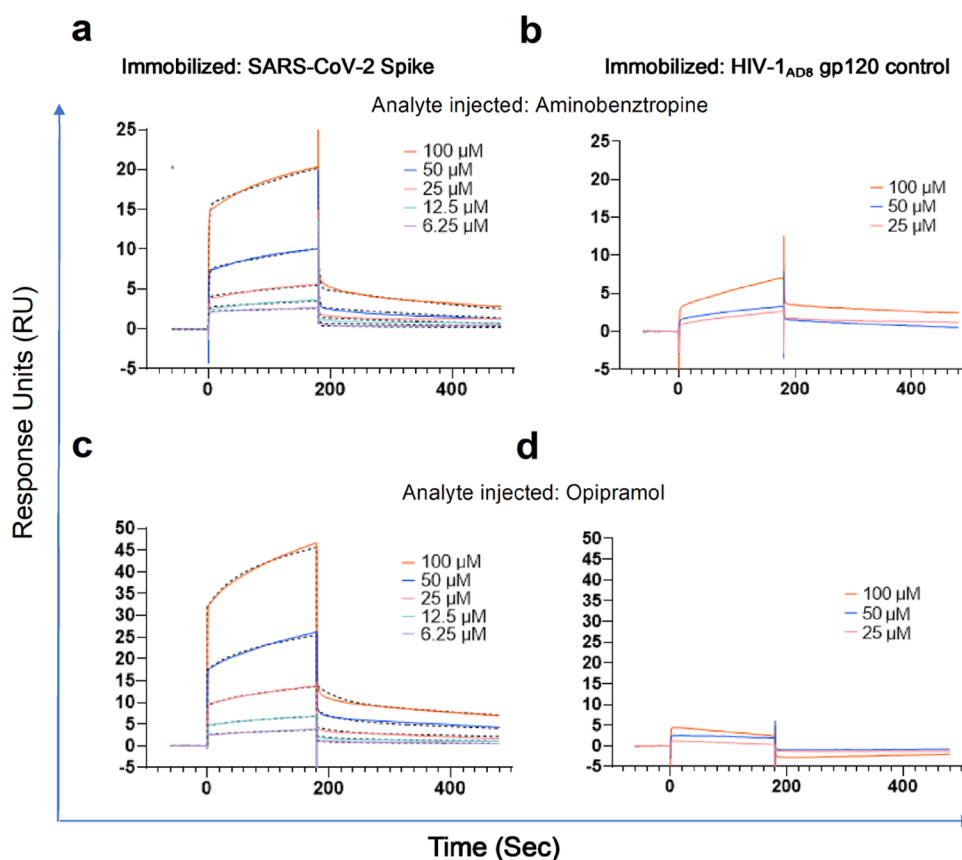 a
b
Immobilized: SARS-CoV-2 Spike
Immobilized: HIV-1AD8 gp120 control
Analyte injected: Aminobenztropine
25
20
15
10
5
0
-5
0
200
400
100 µM
50 µM
25 µM
12.5 µM
6.25 µM
25
20
15
10
5
0
-5
0
200
400
100 µM
50 µM
25 µM
Response Units (RU)
c
d
Analyte injected: Opipramol
50
45
40
35
30
25
20
15
10
5
0
-5
0
200
400
100 µM
50 µM
25 µM
12.5 µM
6.25 µM
50
45
40
35
30
25
20
15
10
5
0
-5
0
200
400
100 µM
50 µM
25 µM
Time (Sec)